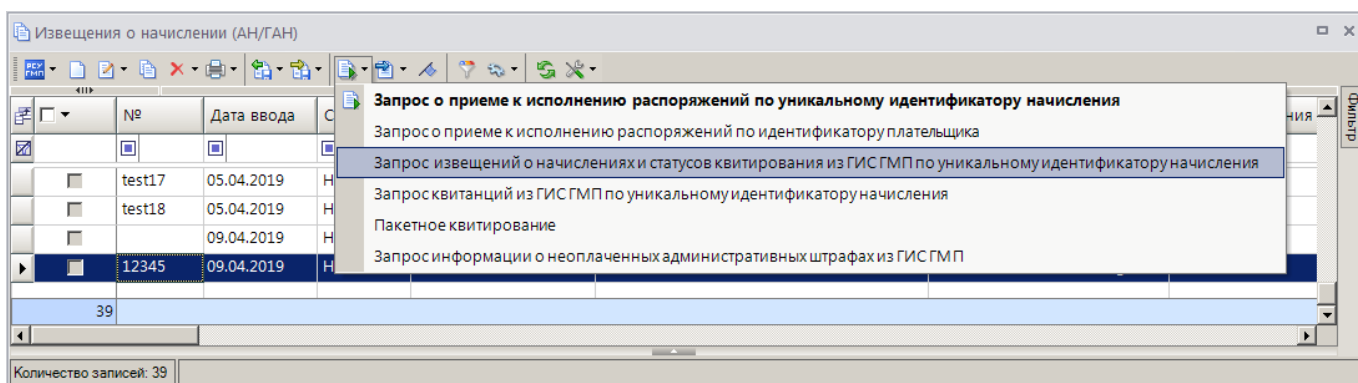 Извещения о начислении (АН/ГАН)
РСУ ГМП
Запрос о приеме к исполнению распоряжений по уникальному идентификатору начисления
№ Дата ввода С ния Фильтр
Запрос о приеме к исполнению распоряжений по идентификатору плательщика
Запрос извещений о начислениях и статусов квитирования из ГИС ГМП по уникальному идентификатору начисления
test17 05.04.2019 Н
Запрос квитанций из ГИС ГМП по уникальному идентификатору начисления
test18 05.04.2019 Н
Пакетное квитирование
09.04.2019 Н
Запрос информации о неоплаченных административных штрафах из ГИС ГМП
12345 09.04.2019 Н
39
Количество записей: 39